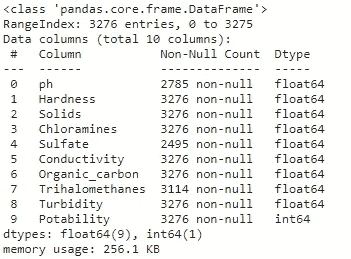 <class 'pandas.core.frame.DataFrame'>
RangeIndex: 3276 entries, 0 to 3275
Data columns (total 10 columns):
 #   Column           Non-Null Count  Dtype
---  ------           --------------  -----
 0   ph               2785 non-null   float64
 1   Hardness         3276 non-null   float64
 2   Solids           3276 non-null   float64
 3   Chloramines      3276 non-null   float64
 4   Sulfate          2495 non-null   float64
 5   Conductivity     3276 non-null   float64
 6   Organic_carbon   3276 non-null   float64
 7   Trihalomethanes  3114 non-null   float64
 8   Turbidity        3276 non-null   float64
 9   Potability       3276 non-null   int64
dtypes: float64(9), int64(1)
memory usage: 256.1 KB